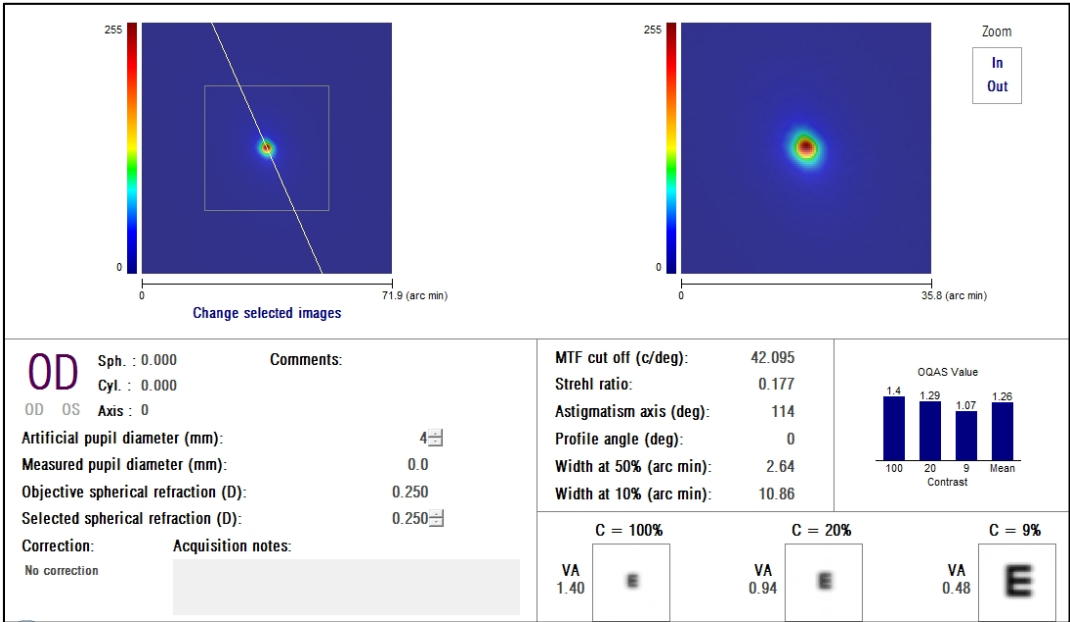 255
0
0
71.9 (arc min)
Change selected images
255
0
0
35.8 (arc min)
Zoom
In
Out
OD
OD OS
Sph. : 0.000
Cyl. : 0.000
Axis : 0
Comments:
Artificial pupil diameter (mm): 4
Measured pupil diameter (mm): 0.0
Objective spherical refraction (D): 0.250
Selected spherical refraction (D): 0.250
Correction:
No correction
Acquisition notes:
MTF cut off (c/deg): 42.095
Strehl ratio: 0.177
Astigmatism axis (deg): 114
Profile angle (deg): 0
Width at 50% (arc min): 2.64
Width at 10% (arc min): 10.86
OQAS Value
1.4 1.29 1.07 1.26
100 20 9 Mean
Contrast
C = 100%
VA
1.40
E
C = 20%
VA
0.94
E
C = 9%
VA
0.48
E